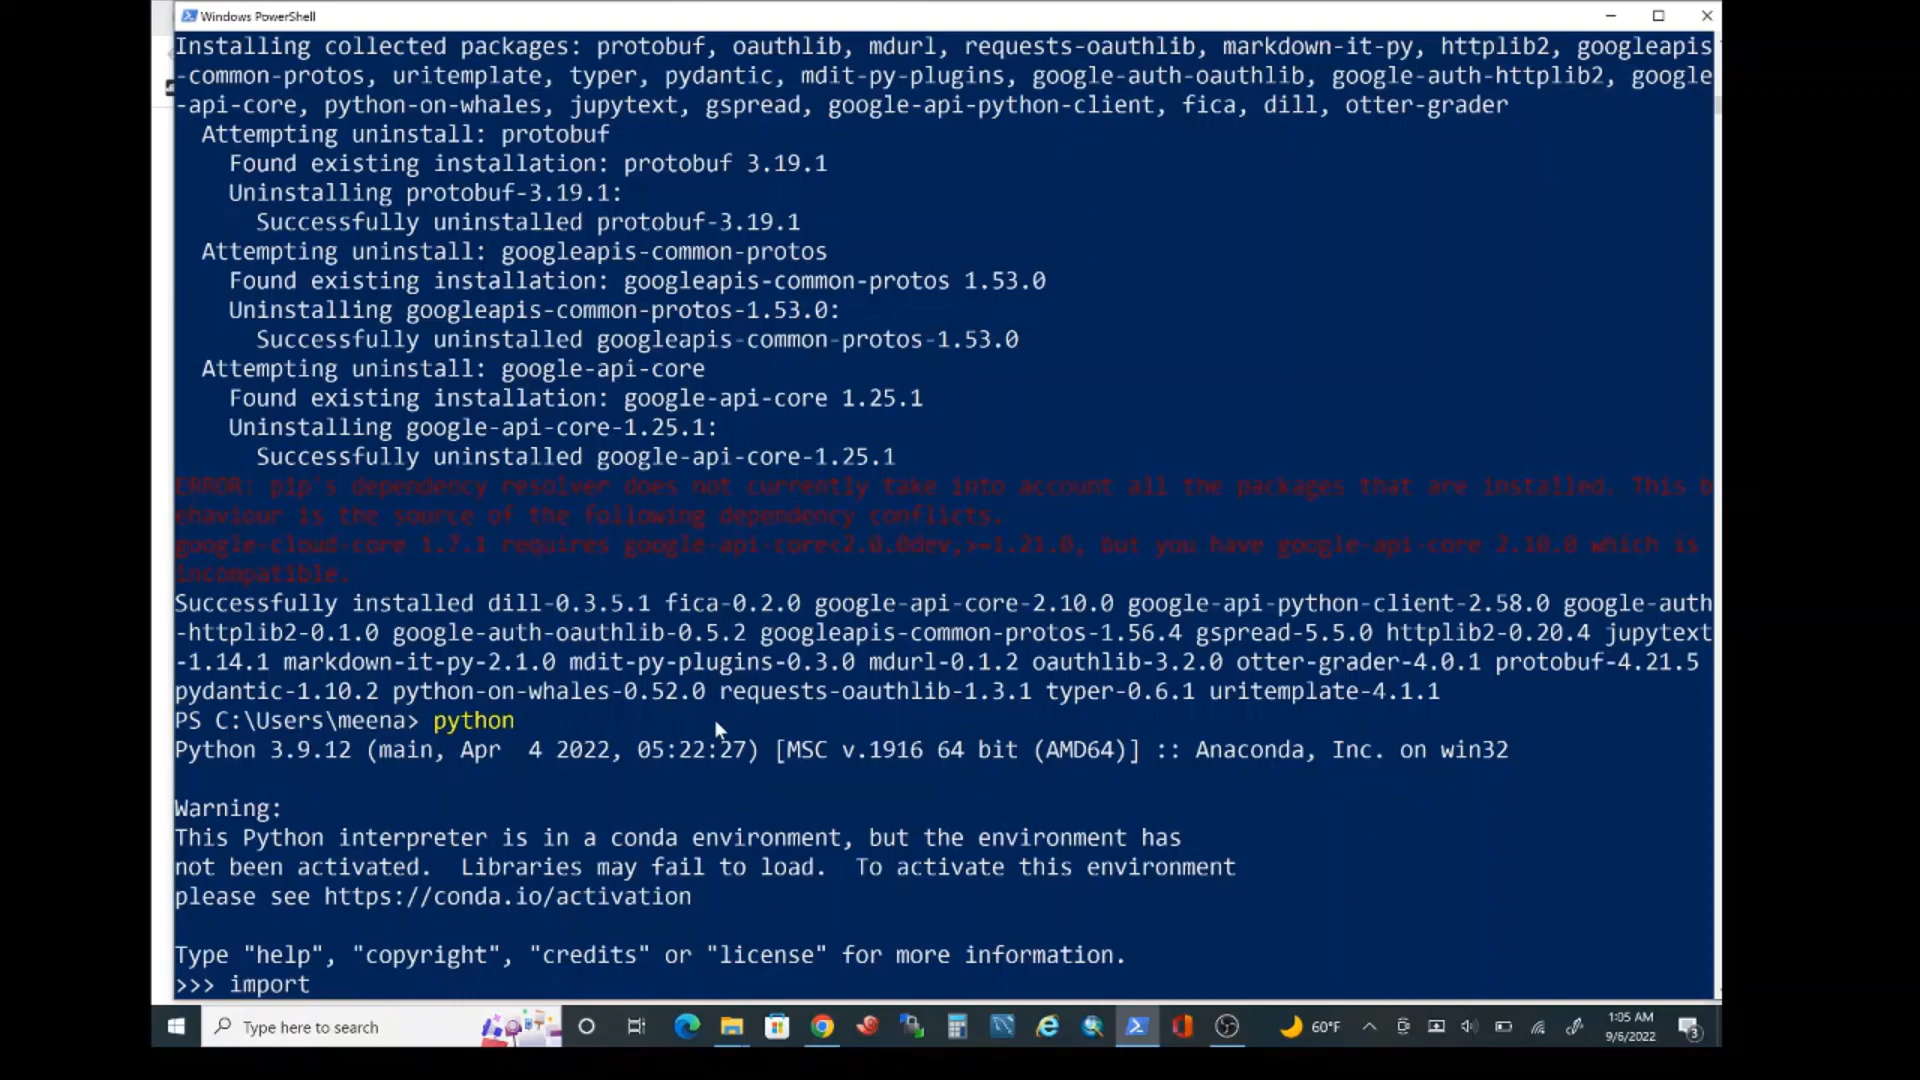 Windows PowerShell
Installing collected packages: protobuf, oauthlib, mdurl, requests-oauthlib, markdown-it-py, httplib2, googleapis
-common-protos, uritemplate, typer, pydantic, mdit-py-plugins, google-auth-oauthlib, google-auth-httplib2, google
-api-core, python-on-whales, jupytext, gspread, google-api-python-client, fica, dill, otter-grader
Attempting uninstall: protobuf
Found existing installation: protobuf 3.19.1
Uninstalling protobuf-3.19.1:
Successfully uninstalled protobuf-3.19.1
Attempting uninstall: googleapis-common-protos
Found existing installation: googleapis-common-protos 1.53.0
Uninstalling googleapis-common-protos-1.53.0:
Successfully uninstalled googleapis-common-protos-1.53.0
Attempting uninstall: google-api-core
Found existing installation: google-api-core 1.25.1
Uninstalling google-api-core-1.25.1:
Successfully uninstalled google-api-core-1.25.1
ERROR: pip's dependency resolver does not currently take into account all the packages that are installed. This b
ehaviour is the source of the following dependency conflicts.
google-cloud-core 1.7.1 requires google-api-core<2.0.0dev,>=1.21.0, but you have google-api-core 2.10.0 which is
incompatible.
Successfully installed dill-0.3.5.1 fica-0.2.0 google-api-core-2.10.0 google-api-python-client-2.58.0 google-auth
-httplib2-0.1.0 google-auth-oauthlib-0.5.2 googleapis-common-protos-1.56.4 gspread-5.5.0 httplib2-0.20.4 jupytext
-1.14.1 markdown-it-py-2.1.0 mdit-py-plugins-0.3.0 mdurl-0.1.2 oauthlib-3.2.0 otter-grader-4.0.1 protobuf-4.21.5
pydantic-1.10.2 python-on-whales-0.52.0 requests-oauthlib-1.3.1 typer-0.6.1 uritemplate-4.1.1
PS C:\Users\meena> python
Python 3.9.12 (main, Apr  4 2022, 05:22:27) [MSC v.1916 64 bit (AMD64)] :: Anaconda, Inc. on win32
Warning:
This Python interpreter is in a conda environment, but the environment has
not been activated.  Libraries may fail to load.  To activate this environment
please see https://conda.io/activation
Type "help", "copyright", "credits" or "license" for more information.
>>> import
Type here to search
60°F
1:05 AM
9/6/2022
3